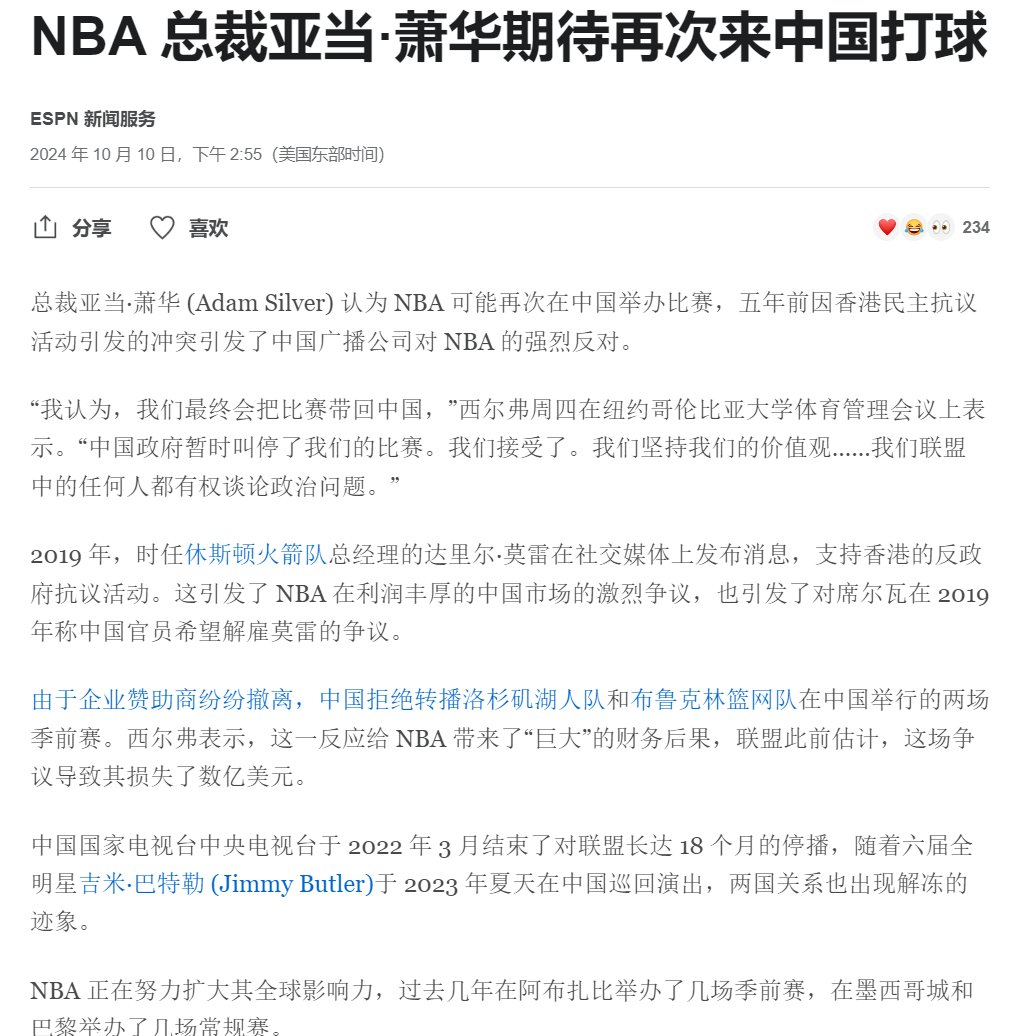 NBA 总裁亚当·萧华期待再次来中国打球
ESPN 新闻服务
2024 年 10 月 10 日，下午 2:55（美国东部时间）
分享 喜欢 234
总裁亚当·萧华 (Adam Silver) 认为 NBA 可能再次在中国举办比赛，五年前因香港民主抗议
活动引发的冲突引发了中国广播公司对 NBA 的强烈反对。
“我认为，我们最终会把比赛带回中国，”西尔弗周四在纽约哥伦比亚大学体育管理会议上表
示。“中国政府暂时叫停了我们的比赛。我们接受了。我们坚持我们的价值观......我们联盟
中的任何人都有权谈论政治问题。”
2019 年，时任休斯顿火箭队总经理的达里尔·莫雷在社交媒体上发布消息，支持香港的反政
府抗议活动。这引发了 NBA 在利润丰厚的中国市场的激烈争议，也引发了对席尔瓦在 2019
年称中国官员希望解雇莫雷的争议。
由于企业赞助商纷纷撤离，中国拒绝转播洛杉矶湖人队和布鲁克林篮网队在中国举行的两场
季前赛。西尔弗表示，这一反应给 NBA 带来了“巨大”的财务后果，联盟此前估计，这场争
议导致其损失了数亿美元。
中国国家电视台中央电视台于 2022 年 3 月结束了对联盟长达 18 个月的停播，随着六届全
明星吉米·巴特勒 (Jimmy Butler)于 2023 年夏天在中国巡回演出，两国关系也出现解冻的
迹象。
NBA 正在努力扩大其全球影响力，过去几年在阿布扎比举办了几场季前赛，在墨西哥城和
巴黎举办了几场常规赛。